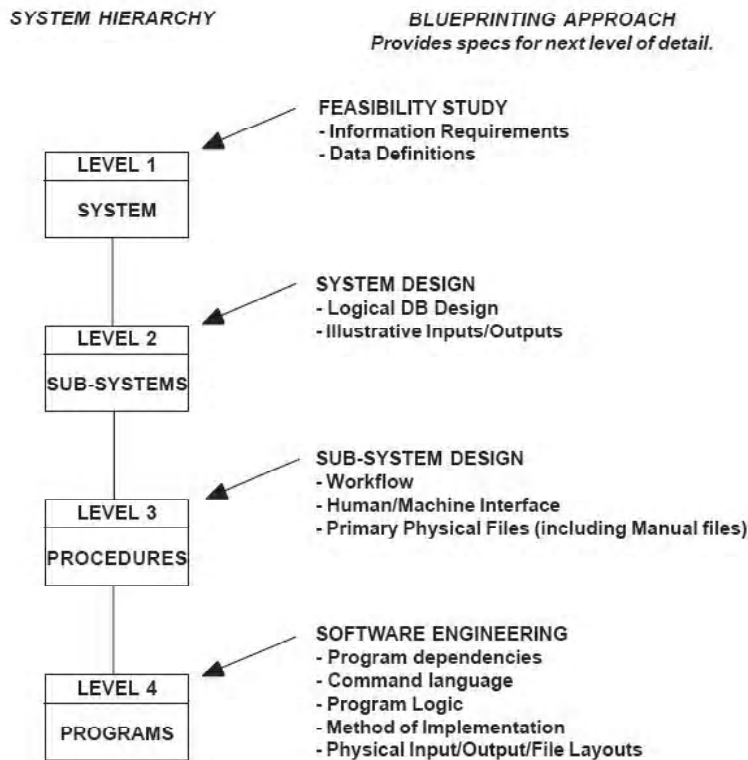 SYSTEM HIERARCHY
BLUEPRINTING APPROACH
Provides specs for next level of detail.
FEASIBILITY STUDY
- Information Requirements
- Data Definitions
LEVEL 1
SYSTEM
SYSTEM DESIGN
- Logical DB Design
- Illustrative Inputs/Outputs
LEVEL 2
SUB-SYSTEMS
SUB-SYSTEM DESIGN
- Workflow
- Human/Machine Interface
- Primary Physical Files (including Manual files)
LEVEL 3
PROCEDURES
SOFTWARE ENGINEERING
- Program dependencies
- Command language
- Program Logic
- Method of Implementation
- Physical Input/Output/File Layouts
LEVEL 4
PROGRAMS